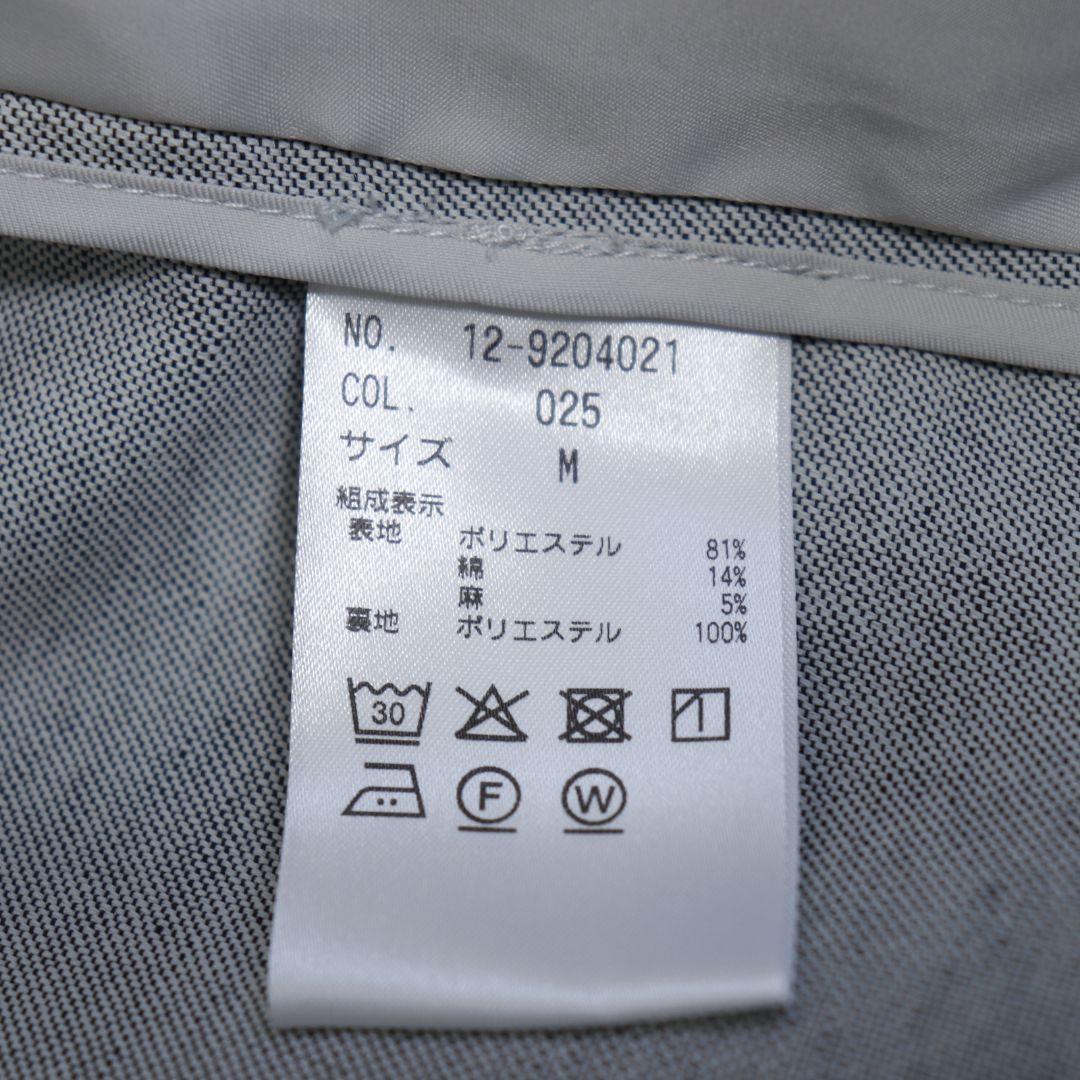 NO. 12-9204021
COL. 025
サイズ M
組成表示
表地 ポリエステル 81%
綿 14%
麻 5%
裏地 ポリエステル 100%
30
F W